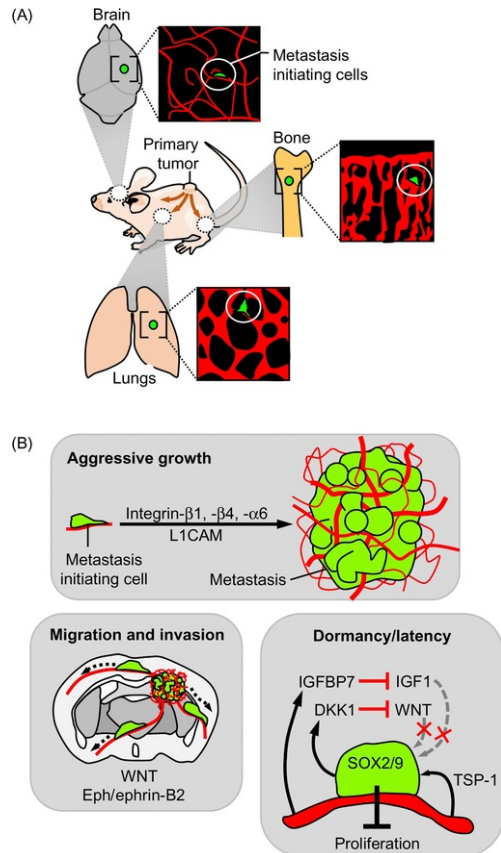 (A)
Brain
Metastasis
initiating cells
Primary
tumor
Bone
Lungs
(B)
Aggressive growth
Integrin-β1, -β4, -α6
L1CAM
Metastasis
initiating cell
Metastasis
Migration and invasion
WNT
Eph/ephrin-B2
Dormancy/latency
IGFBP7 IGF1
DKK1 WNT
SOX2/9
TSP-1
Proliferation